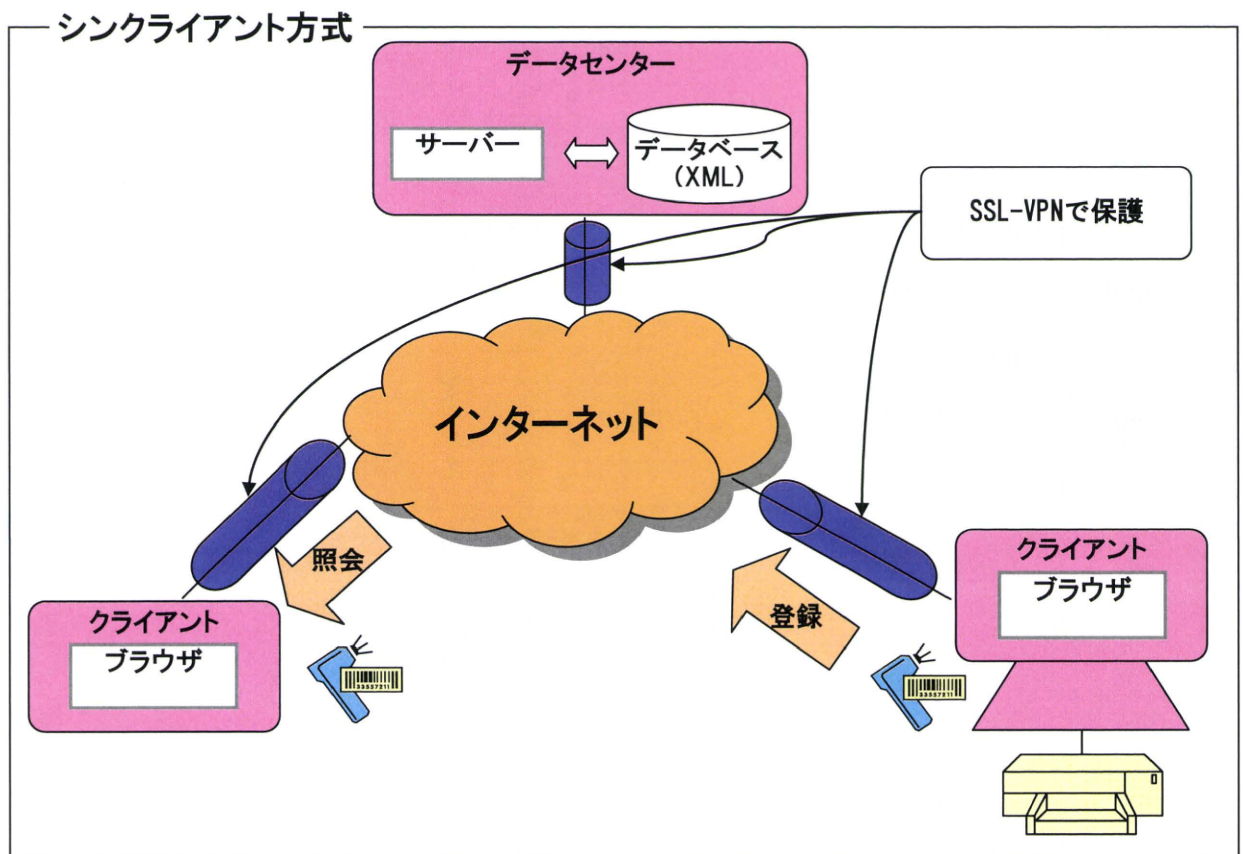 シンクライアント方式
データセンター
サーバー
データベース
(XML)
SSL-VPNで保護
インターネット
照会
登録
クライアント
ブラウザ
33557211
クライアント
ブラウザ
33557211